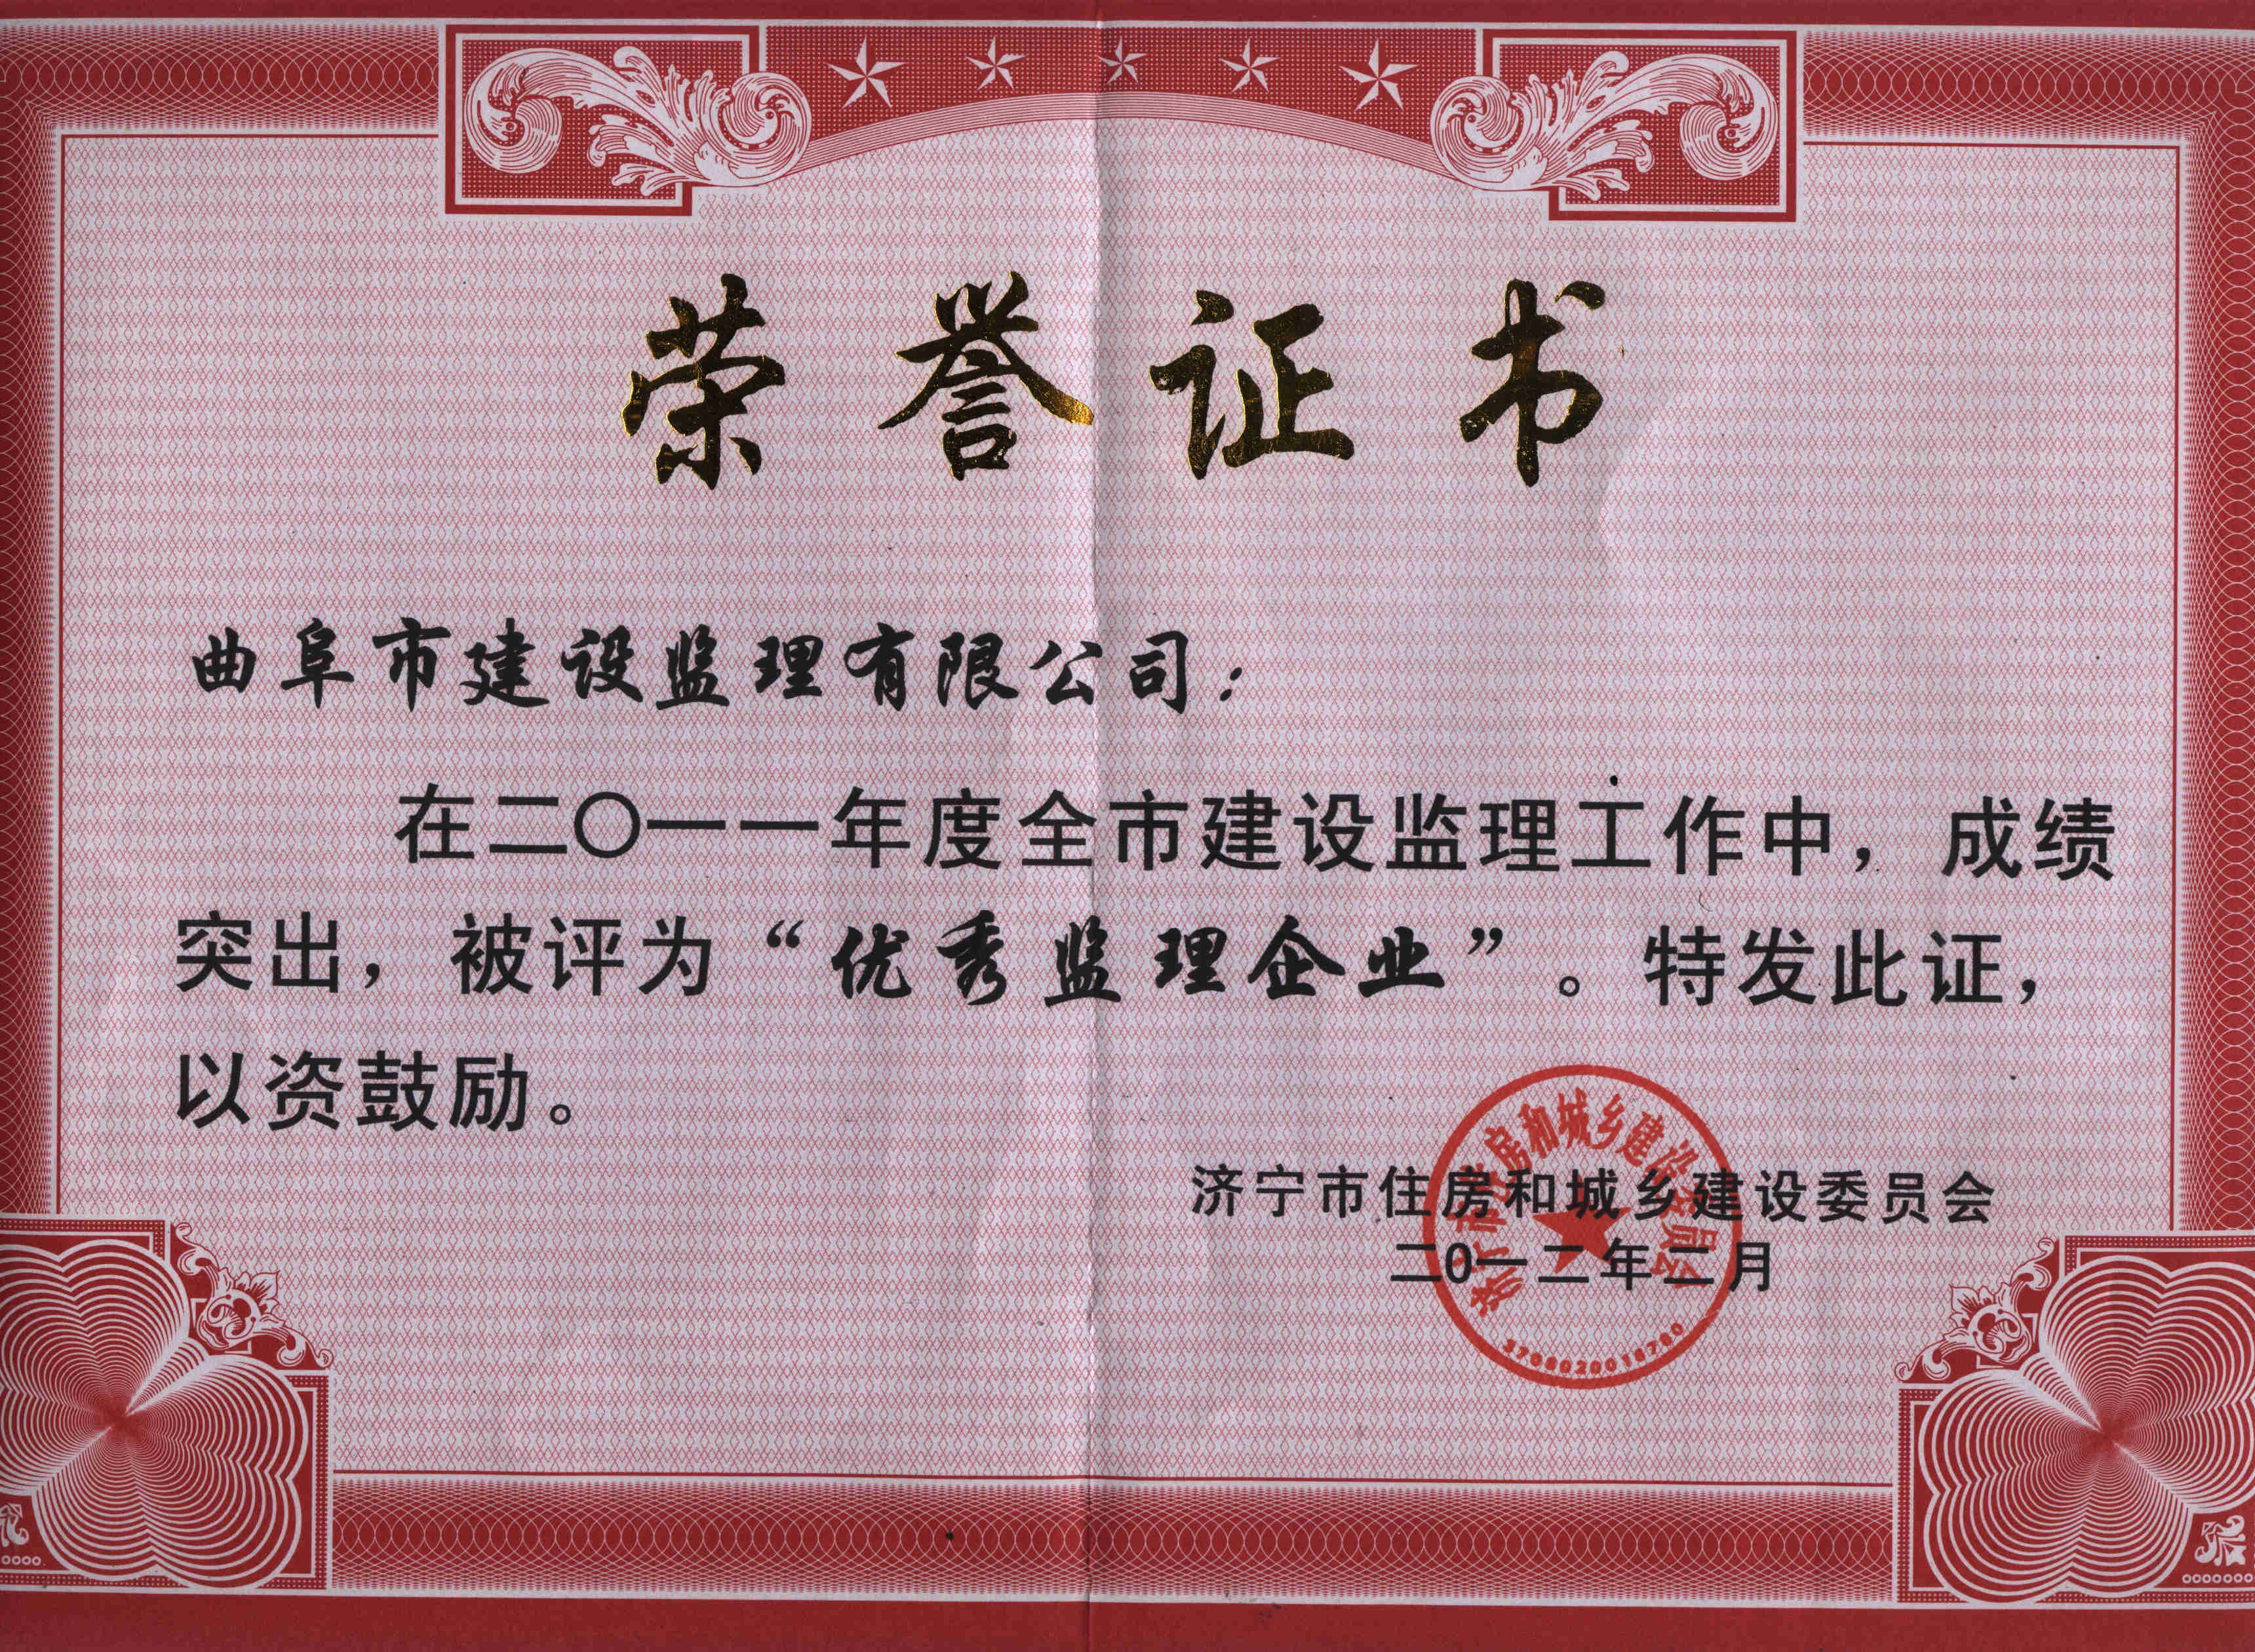 荣誉证书
曲阜市建设监理有限公司：
在二〇一一年度全市建设监理工作中，成绩
突出，被评为“优秀监理企业”。特发此证，
以资鼓励。
济宁市住房和城乡建设委员会
二0一二年二月